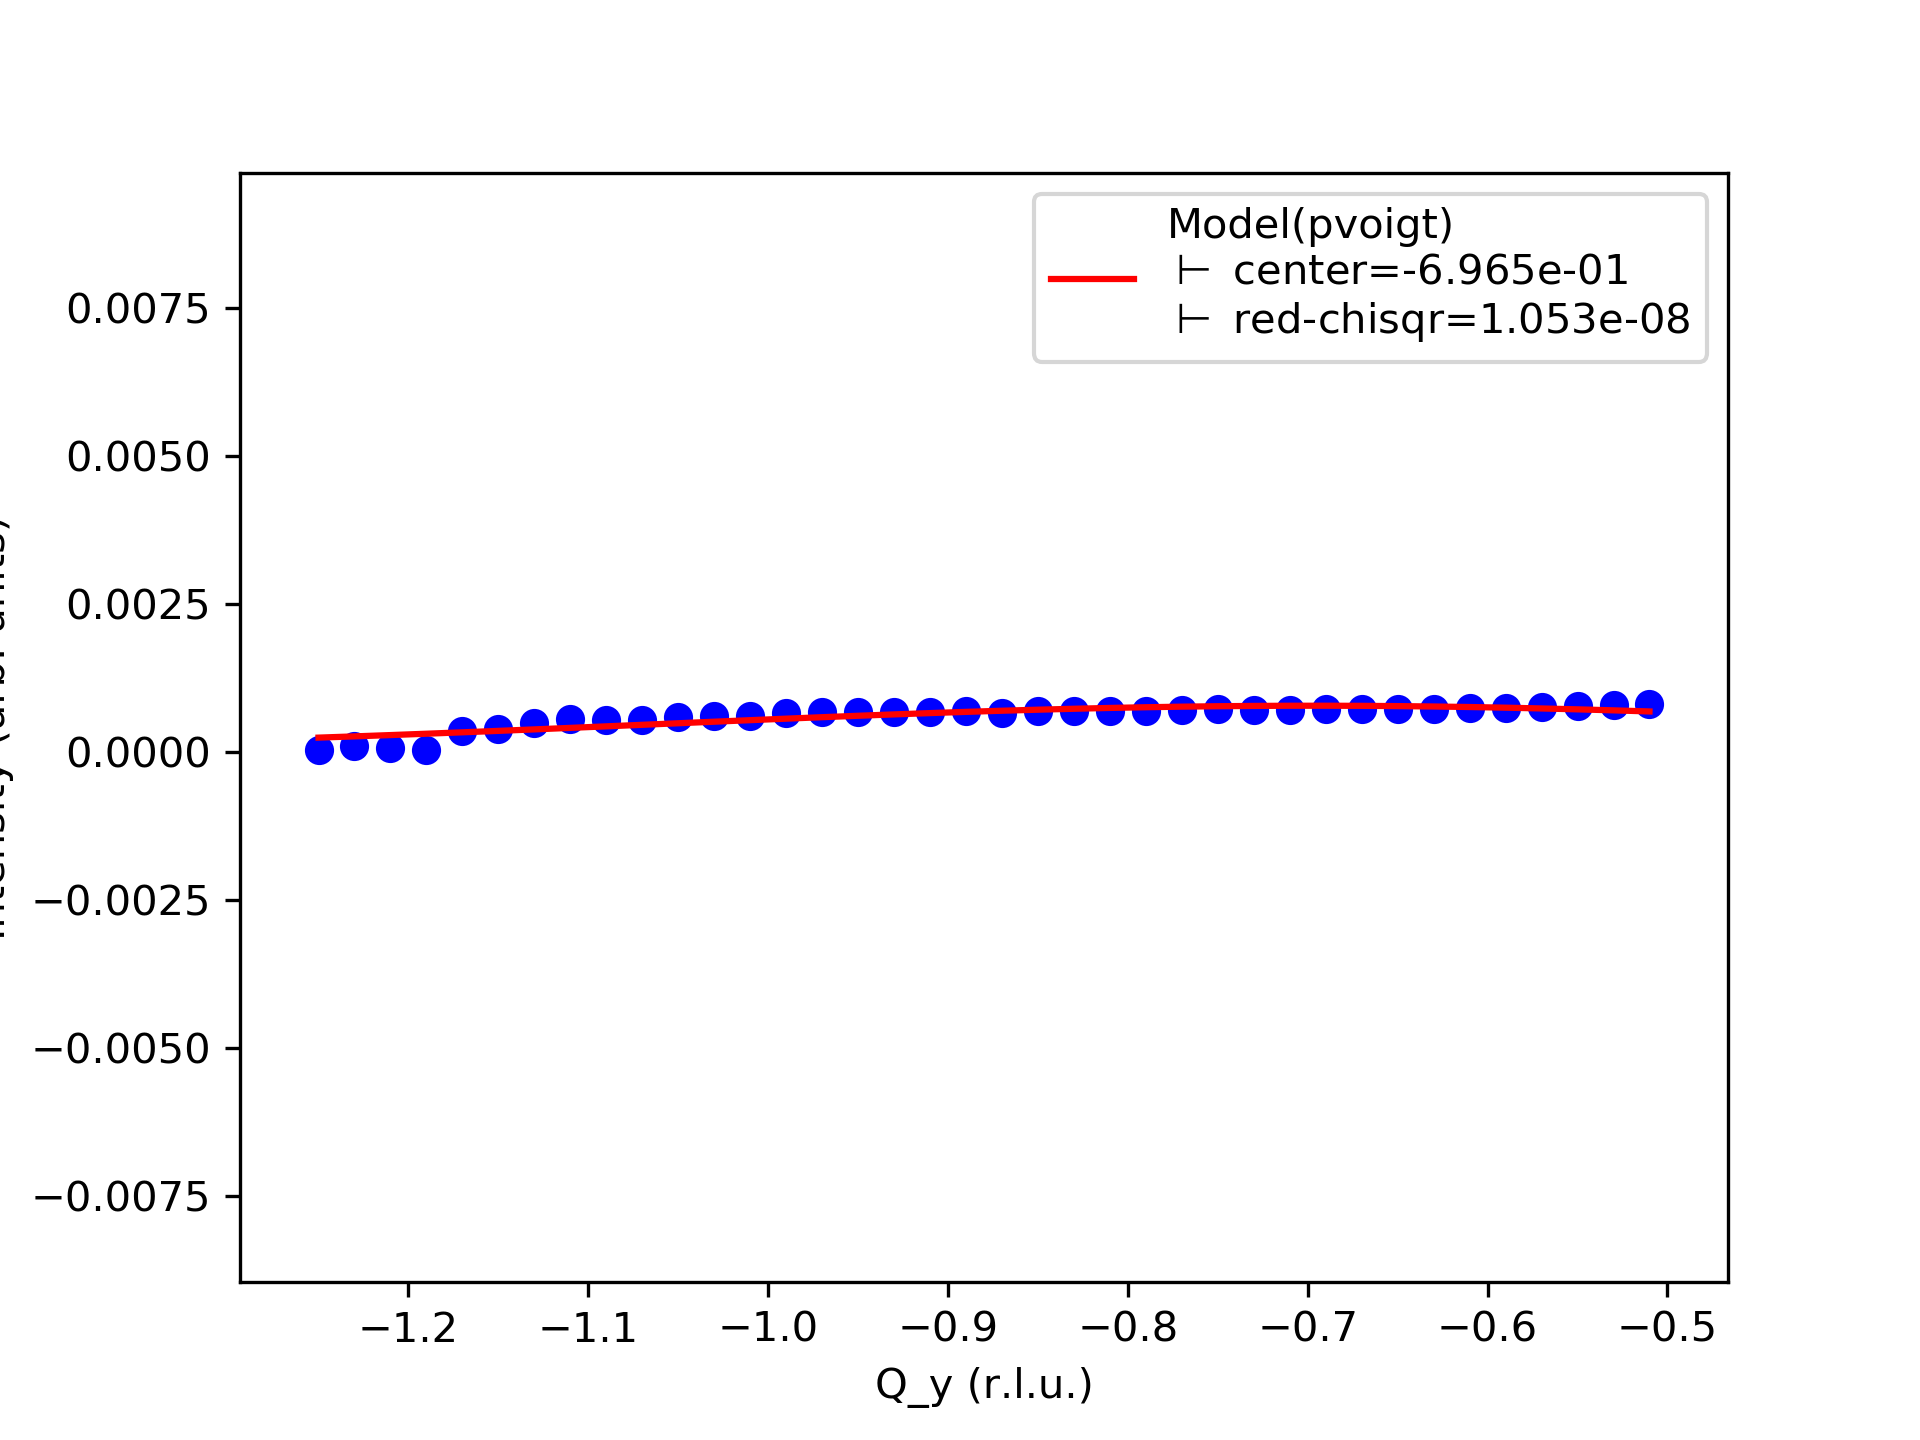 Model(pvoigt)
⊢ center=-6.965e-01
⊢ red-chisqr=1.053e-08
0.0075
0.0050
0.0025
0.0000
−0.0025
−0.0050
−0.0075
−1.2 −1.1 −1.0 −0.9 −0.8 −0.7 −0.6 −0.5
Q_y (r.l.u.)